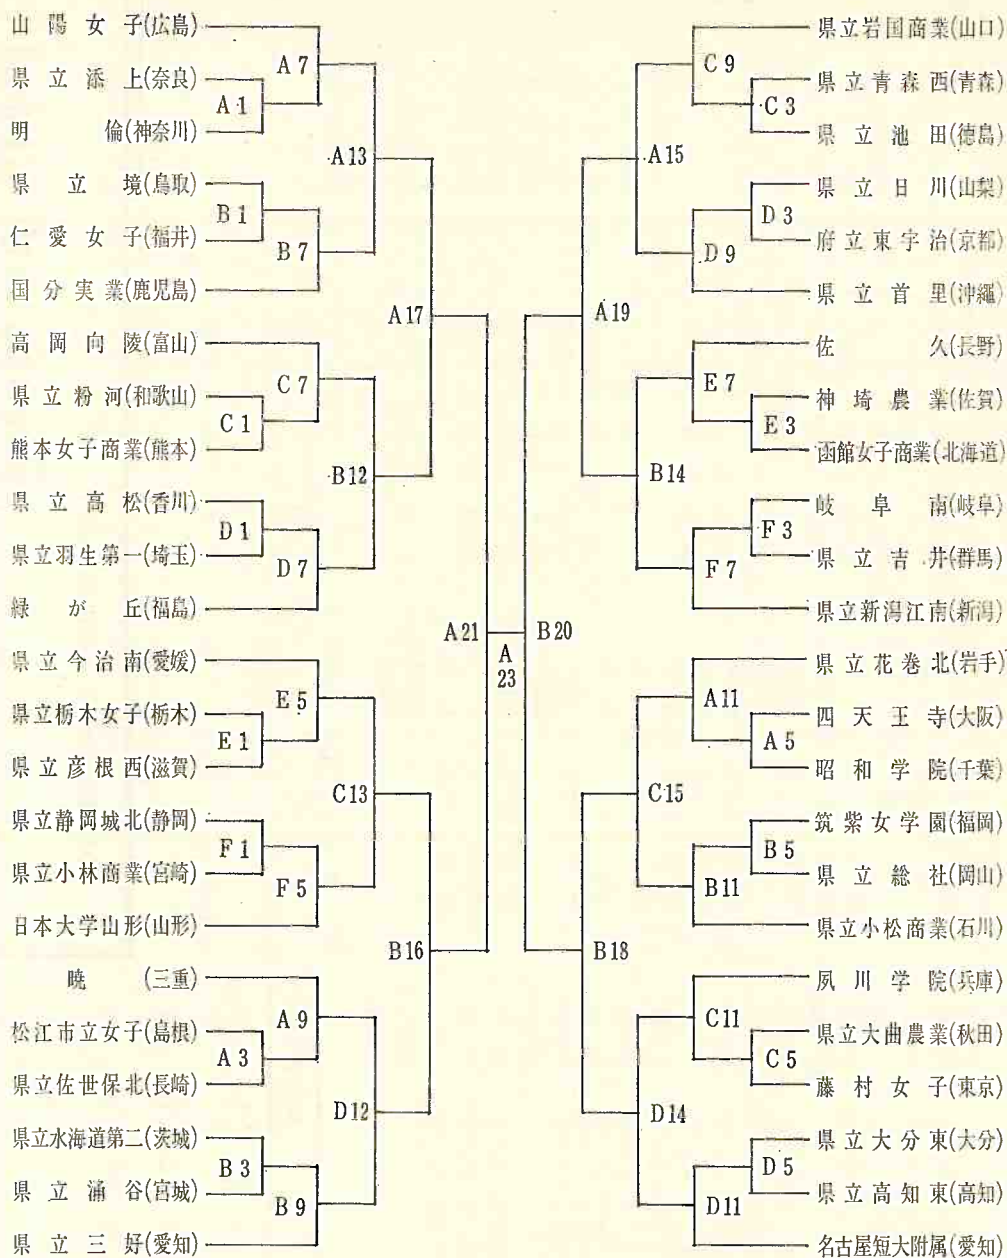 山陽女子(広島)
県立添上(奈良)
明倫(神奈川)
県立境(鳥取)
仁愛女子(福井)
国分実業(鹿児島)
高岡向陵(富山)
県立粉河(和歌山)
熊本女子商業(熊本)
県立高松(香川)
県立羽生第一(埼玉)
緑が丘(福島)
県立今治南(愛媛)
県立栃木女子(栃木)
県立彦根西(滋賀)
県立静岡城北(静岡)
県立小林商業(宮崎)
日本大学山形(山形)
暁(三重)
松江市立女子(島根)
県立佐世保北(長崎)
県立水海道第二(茨城)
県立涌谷(宮城)
県立三好(愛知)
A7
A1
B1
B7
C7
C1
D1
D7
E5
E1
F1
F5
A9
A3
B3
B9
A13
B12
C13
D12
A17
B16
A21
A
23
B20
A19
B18
A15
B14
C15
D14
C9
C3
D3
D9
E7
E3
F3
F7
A11
A5
B5
B11
C11
C5
D5
D11
県立岩国商業(山口)
県立青森西(青森)
県立池田(徳島)
県立日川(山梨)
府立東宇治(京都)
県立首里(沖縄)
佐久(長野)
神埼農業(佐賀)
函館女子商業(北海道)
岐阜南(岐阜)
県立吉井(群馬)
県立新潟江南(新潟)
県立花巻北(岩手)
四天王寺(大阪)
昭和学院(千葉)
筑紫女学園(福岡)
県立総社(岡山)
県立小松商業(石川)
夙川学院(兵庫)
県立大曲農業(秋田)
藤村女子(東京)
県立大分東(大分)
県立高知東(高知)
名古屋短大附属(愛知)